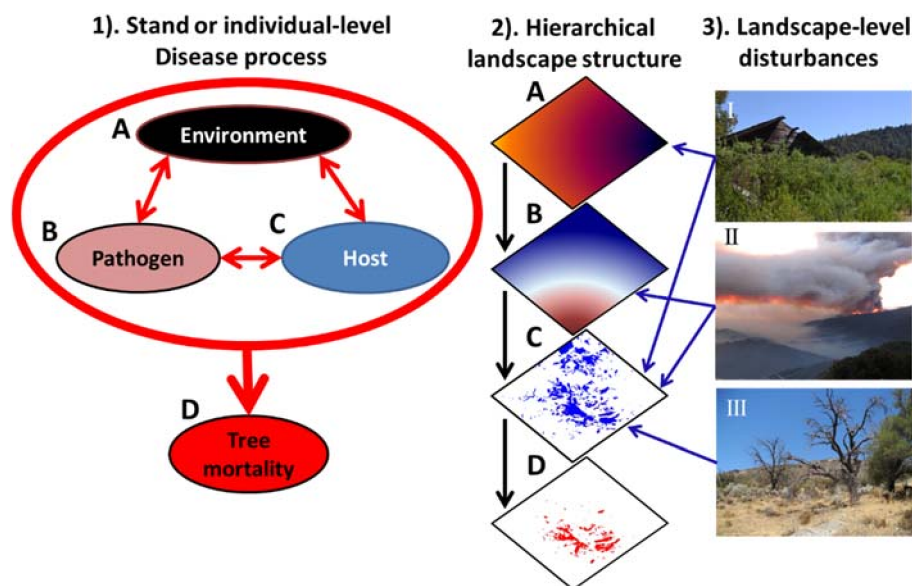 1). Stand or individual-level
Disease process
A
Environment
B
Pathogen
C
Host
D
Tree
mortality
2). Hierarchical
landscape structure
A
B
C
D
3). Landscape-level
disturbances
I
II
III